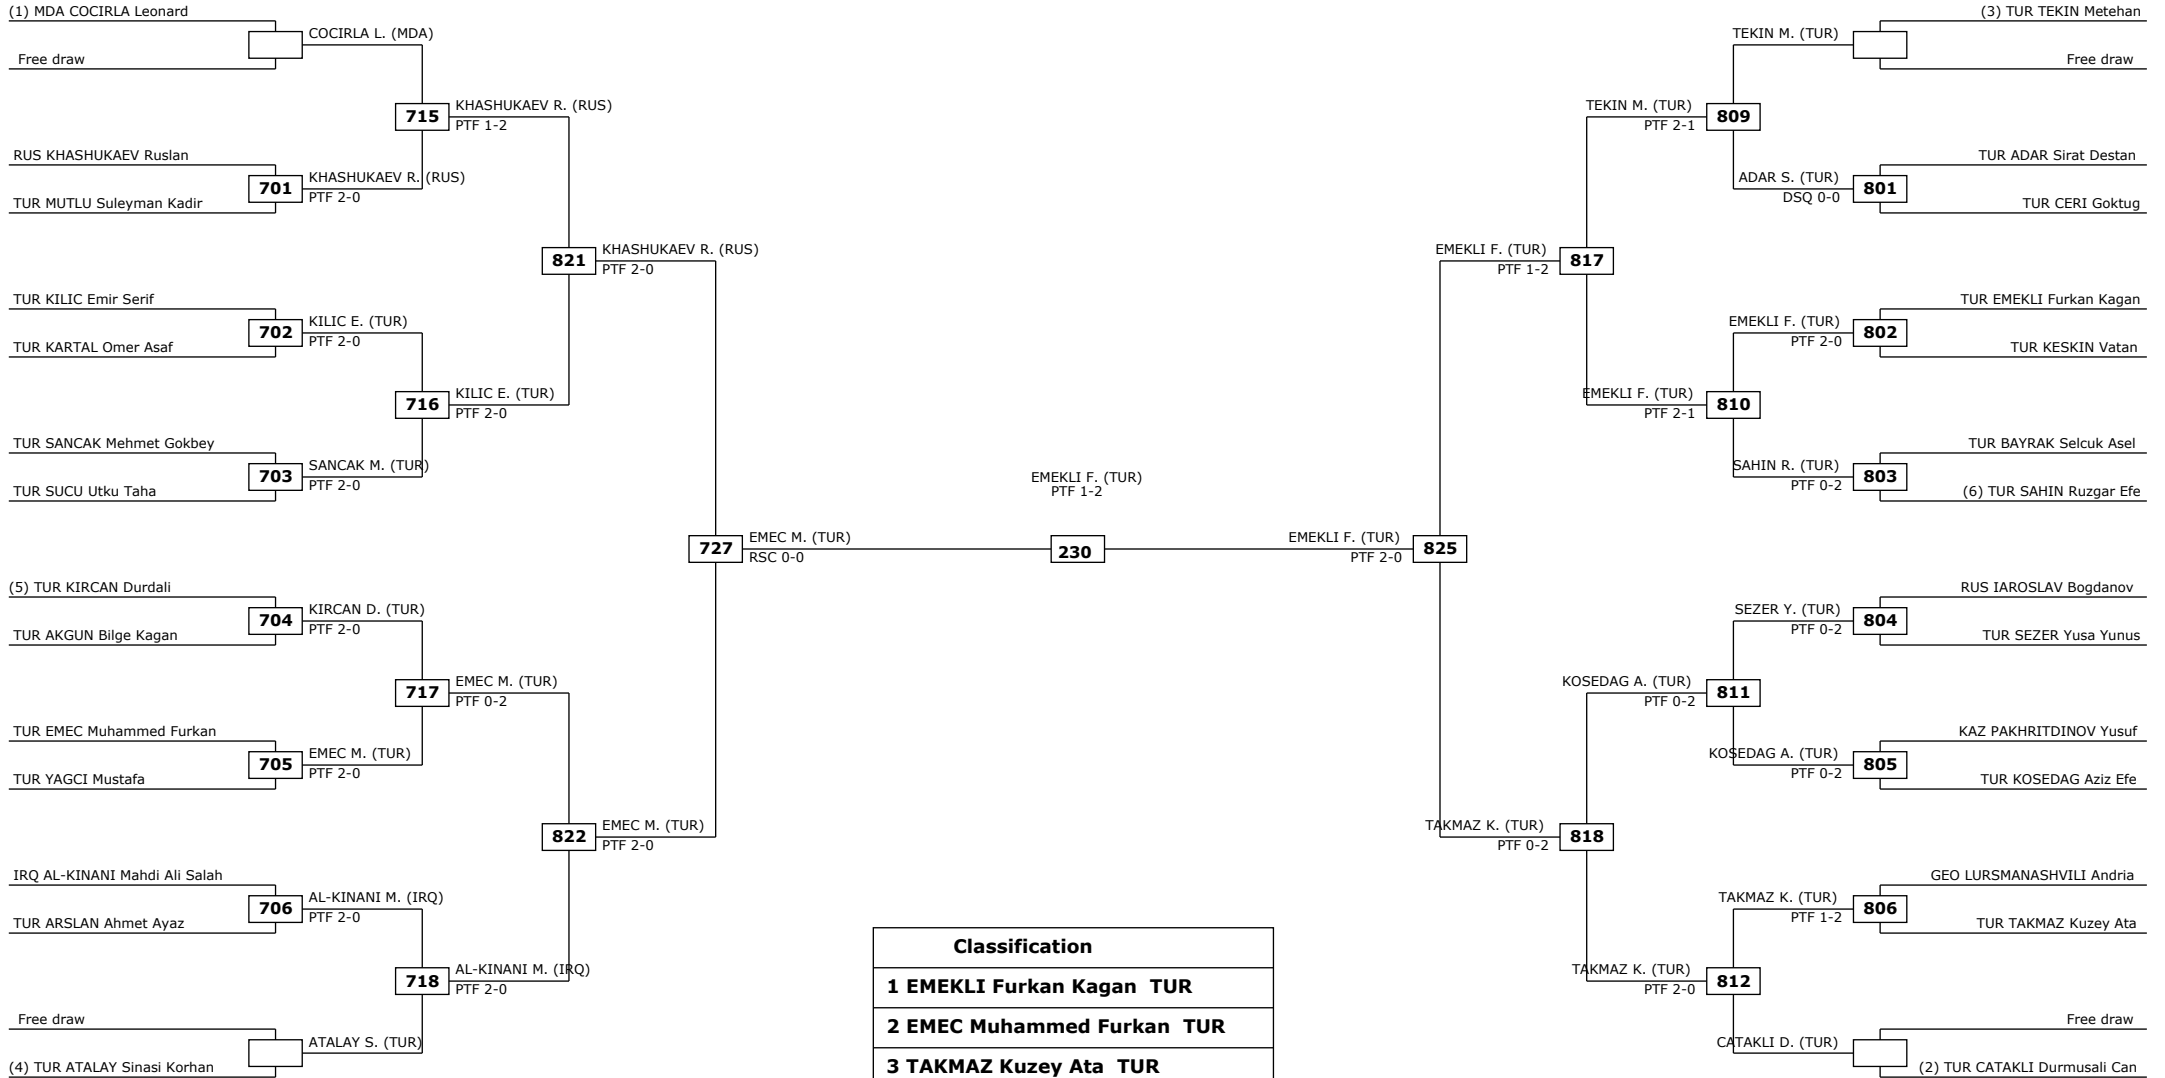 (1) MDA COCIRLA Leonard
COCIRLA L. (MDA)
Free draw
715
KHASHUKAEV R. (RUS)
PTF 1-2
RUS KHASHUKAEV Ruslan
701
KHASHUKAEV R. (RUS)
PTF 2-0
TUR MUTLU Suleyman Kadir
821
KHASHUKAEV R. (RUS)
PTF 2-0
TUR KILIC Emir Serif
702
KILIC E. (TUR)
PTF 2-0
TUR KARTAL Omer Asaf
716
KILIC E. (TUR)
PTF 2-0
TUR SANCAK Mehmet Gokbey
703
SANCAK M. (TUR)
PTF 2-0
TUR SUCU Utku Taha
727
EMEC M. (TUR)
RSC 0-0
(5) TUR KIRCAN Durdali
704
KIRCAN D. (TUR)
PTF 2-0
TUR AKGUN Bilge Kagan
717
EMEC M. (TUR)
PTF 0-2
TUR EMEC Muhammed Furkan
705
EMEC M. (TUR)
PTF 2-0
TUR YAGCI Mustafa
822
EMEC M. (TUR)
PTF 2-0
IRQ AL-KINANI Mahdi Ali Salah
706
AL-KINANI M. (IRQ)
PTF 2-0
TUR ARSLAN Ahmet Ayaz
718
AL-KINANI M. (IRQ)
PTF 2-0
Free draw
ATALAY S. (TUR)
(4) TUR ATALAY Sinasi Korhan
EMEKLI F. (TUR)
PTF 1-2
230
(3) TUR TEKIN Metehan
TEKIN M. (TUR)
Free draw
TEKIN M. (TUR)
PTF 2-1
809
TUR ADAR Sirat Destan
ADAR S. (TUR)
DSQ 0-0
801
TUR CERI Goktug
EMEKLI F. (TUR)
PTF 1-2
817
TUR EMEKLI Furkan Kagan
EMEKLI F. (TUR)
PTF 2-0
802
TUR KESKIN Vatan
EMEKLI F. (TUR)
PTF 2-1
810
TUR BAYRAK Selcuk Asel
SAHIN R. (TUR)
PTF 0-2
803
(6) TUR SAHIN Ruzgar Efe
EMEKLI F. (TUR)
PTF 2-0
825
RUS IAROSLAV Bogdanov
SEZER Y. (TUR)
PTF 0-2
804
TUR SEZER Yusa Yunus
KOSEDAG A. (TUR)
PTF 0-2
811
KAZ PAKHRITDINOV Yusuf
KOSEDAG A. (TUR)
PTF 0-2
805
TUR KOSEDAG Aziz Efe
TAKMAZ K. (TUR)
PTF 0-2
818
GEO LURSMANASHVILI Andria
TAKMAZ K. (TUR)
PTF 1-2
806
TUR TAKMAZ Kuzey Ata
TAKMAZ K. (TUR)
PTF 2-0
812
Free draw
CATAKLI D. (TUR)
(2) TUR CATAKLI Durmusali Can
Classification
1 EMEKLI Furkan Kagan TUR
2 EMEC Muhammed Furkan TUR
3 TAKMAZ Kuzey Ata TUR